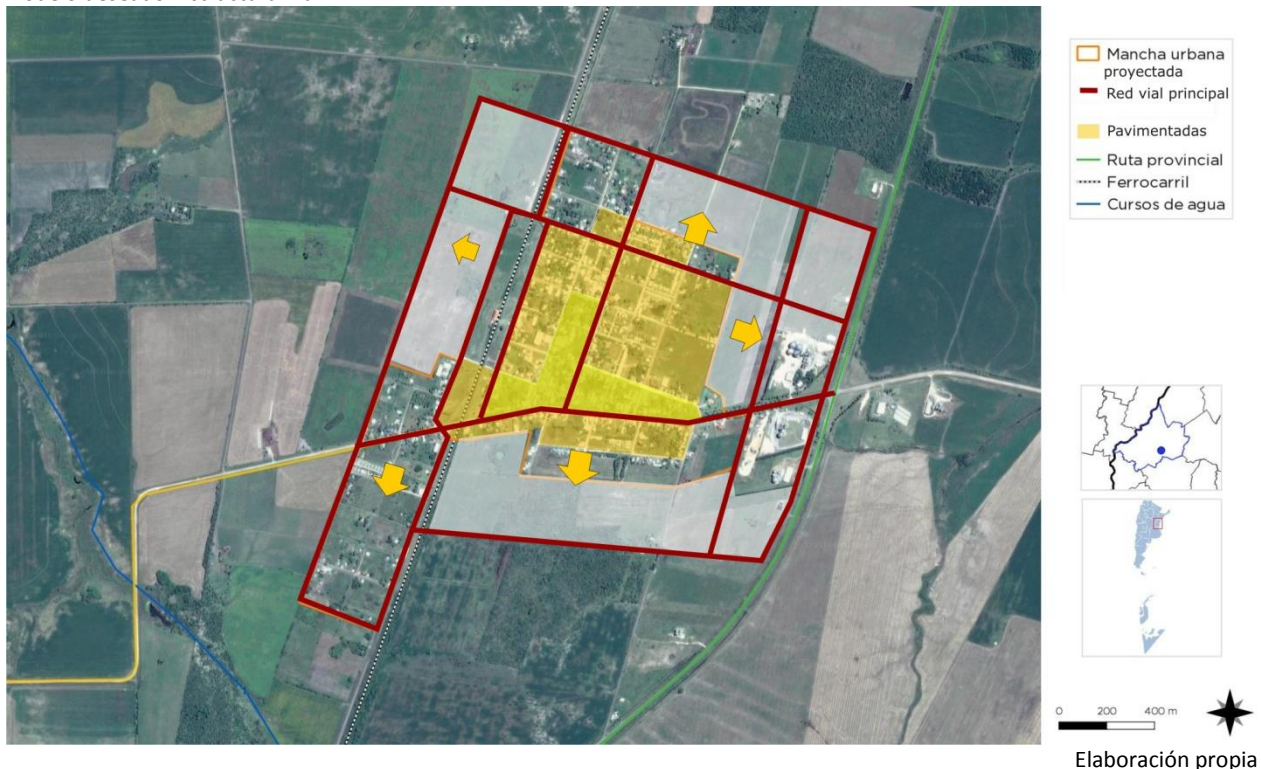 Mancha urbana
proyectada
Red vial principal
Pavimentadas
Ruta provincial
Ferrocarril
Cursos de agua
0 200 400 m
Elaboración propia